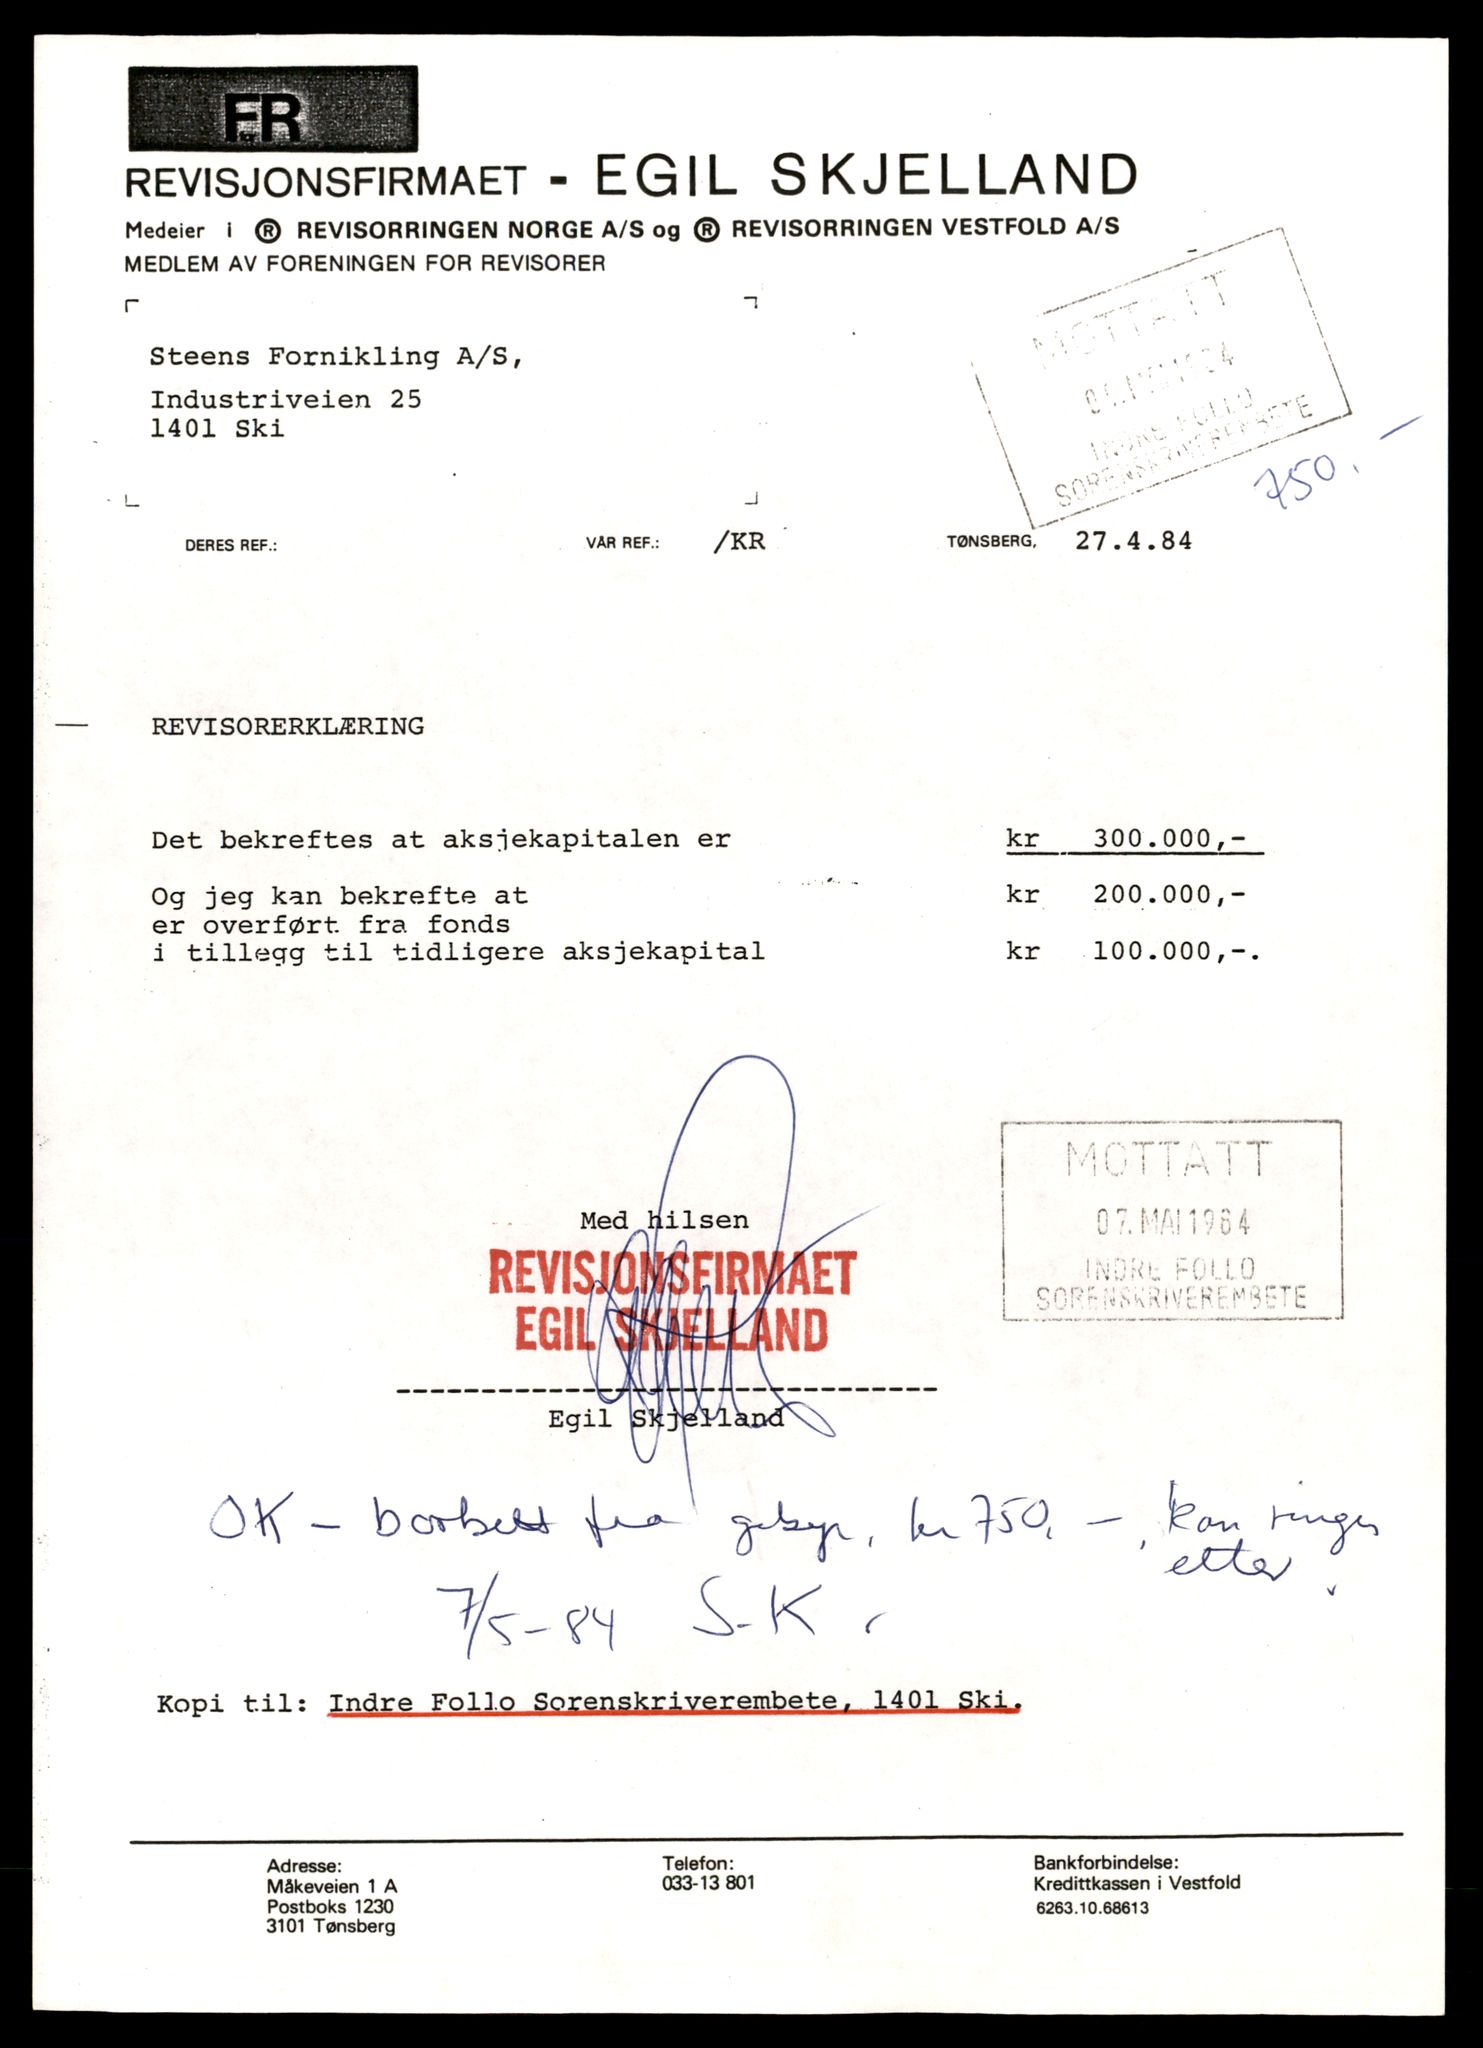 FR
REVISJONSFIRMAET - EGIL SKJELLAND
Medeier i Ⓡ REVISORRINGEN NORGE A/S og Ⓡ REVISORRINGEN VESTFOLD A/S
MEDLEM AV FORENINGEN FOR REVISORER
MOTTATT
INDRE FOLLO
SORENSKRIVEREMBETE
750,-
Steens Fornikling A/S,
Industriveien 25
1401 Ski
DERES REF.: VÅR REF.: /KR TØNSBERG, 27.4.84
REVISORERKLÆRING
Det bekreftes at aksjekapitalen er kr 300.000,-
Og jeg kan bekrefte at kr 200.000,-
er overført fra fonds
i tillegg til tidligere aksjekapital kr 100.000,-.
MOTTATT
07. MAI 1984
INDRE FOLLO
SORENSKRIVEREMBETE
Med hilsen
REVISJONSFIRMAET
EGIL SKJELLAND
Egil Skjelland
OK - bortsett fra gebyr, kr 750,-, kan ringes
etter.
7/5-84 S-K.
Kopi til: Indre Follo Sorenskriverembete, 1401 Ski.
Adresse:
Måkeveien 1 A
Postboks 1230
3101 Tønsberg
Telefon:
033-13 801
Bankforbindelse:
Kredittkassen i Vestfold
6263.10.68613